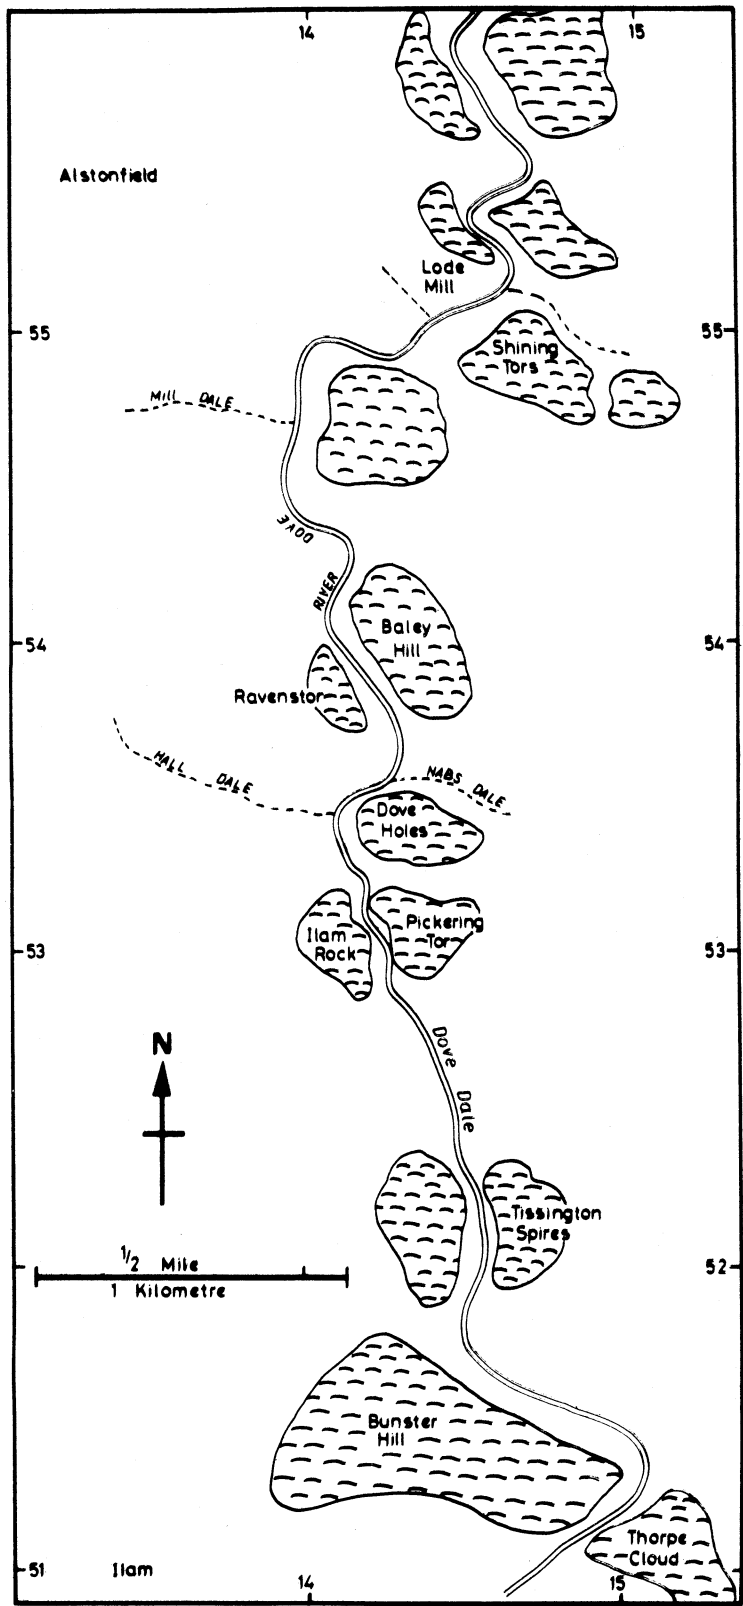 14
15
Alstonfield
Lode
Mill
55
55
Shining
Tors
Mill DALE
RIVER DOVE
54
54
Baley
Hill
Ravenstor
HALL DALE
NABS DALE
Dove
Holes
Pickering
Tor
Ilam
Rock
53
53
N
Dove Dale
Tissington
Spires
1/2 Mile
1 Kilometre
52
Bunster
Hill
Thorpe
Cloud
51
Ilam
14
15